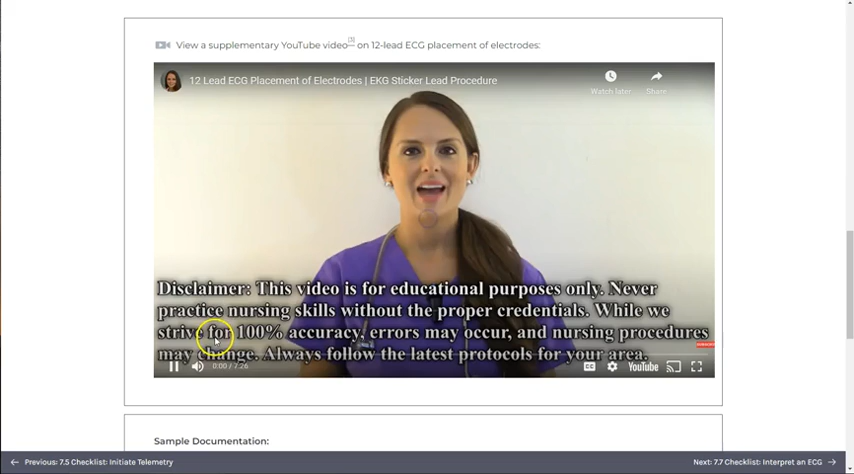 View a supplementary YouTube video[3] on 12-lead ECG placement of electrodes:
12 Lead ECG Placement of Electrodes | EKG Sticker Lead Procedure
Watch later
Share
Disclaimer: This video is for educational purposes only. Never
practice nursing skills without the proper credentials. While we
strive for 100% accuracy, errors may occur, and nursing procedures
may change. Always follow the latest protocols for your area.
0:00 / 7:26
CC
YouTube
Sample Documentation:
← Previous: 7.5 Checklist: Initiate Telemetry
Next: 7.7 Checklist: Interpret an ECG →